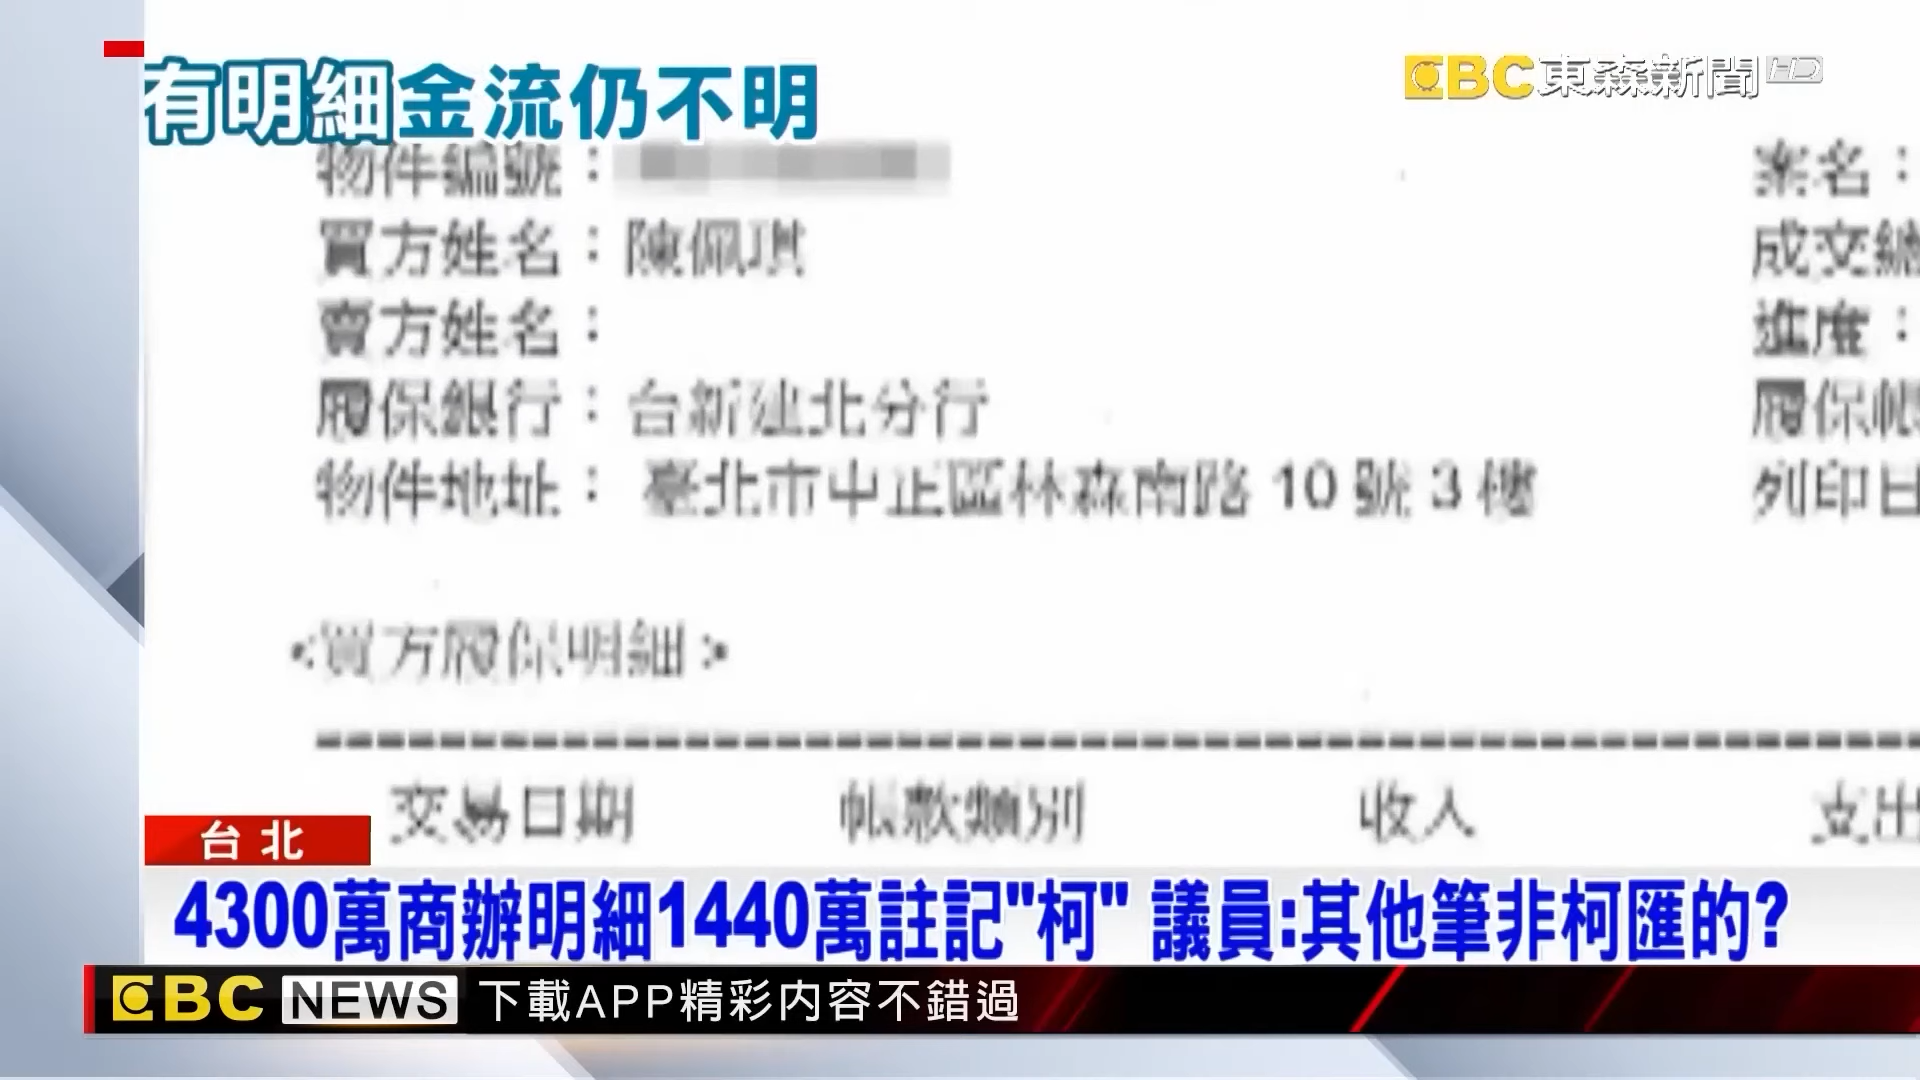 有明細金流仍不明
EBC東森新聞HD
物件編號：
案名：
買方姓名：陳佩琪
成交總
賣方姓名：
進度：
履保銀行：台新建北分行
履保帳
物件地址：臺北市中正區林森南路 10 號 3 樓
列印日
<買方履保明細>
交易日期 帳款類別 收入 支出
台北
4300萬商辦明細1440萬註記"柯" 議員:其他筆非柯匯的?
EBC NEWS 下載APP精彩內容不錯過